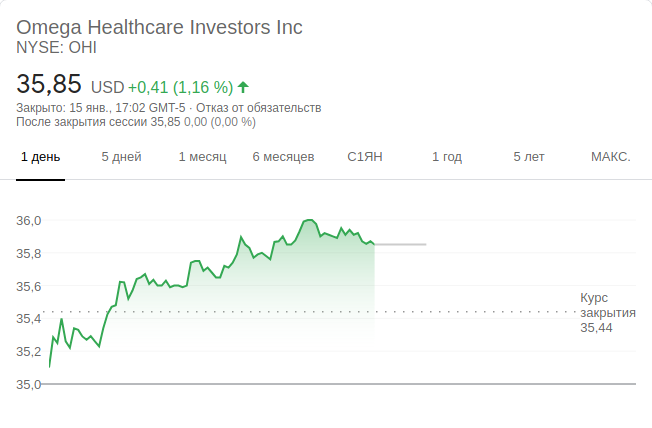 Omega Healthcare Investors Inc
NYSE: OHI
35,85 USD +0,41 (1,16 %)
Закрыто: 15 янв., 17:02 GMT-5 · Отказ от обязательств
После закрытия сессии 35,85 0,00 (0,00 %)
1 день 5 дней 1 месяц 6 месяцев С1ЯН 1 год 5 лет МАКС.
36,0
35,8
35,6
Курс
35,4 закрытия
35,44
35,2
35,0